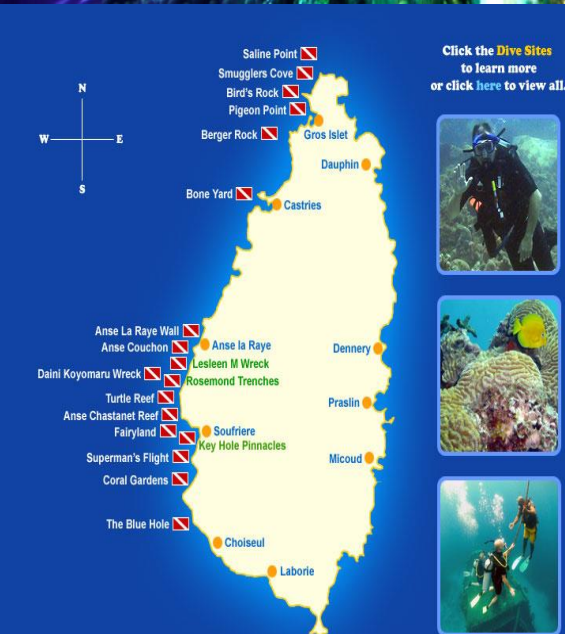 Saline Point
Smugglers Cove
Bird's Rock
Pigeon Point
Berger Rock
Gros Islet
Dauphin
Bone Yard
Castries
N
W
E
S
Click the Dive Sites
to learn more
or click here to view all.
Anse La Raye Wall
Anse Couchon
Anse la Raye
Dennery
Lesleen M Wreck
Daini Koyomaru Wreck
Rosemond Trenches
Turtle Reef
Praslin
Anse Chastanet Reef
Fairyland
Soufriere
Key Hole Pinnacles
Superman's Flight
Micoud
Coral Gardens
The Blue Hole
Choiseul
Laborie